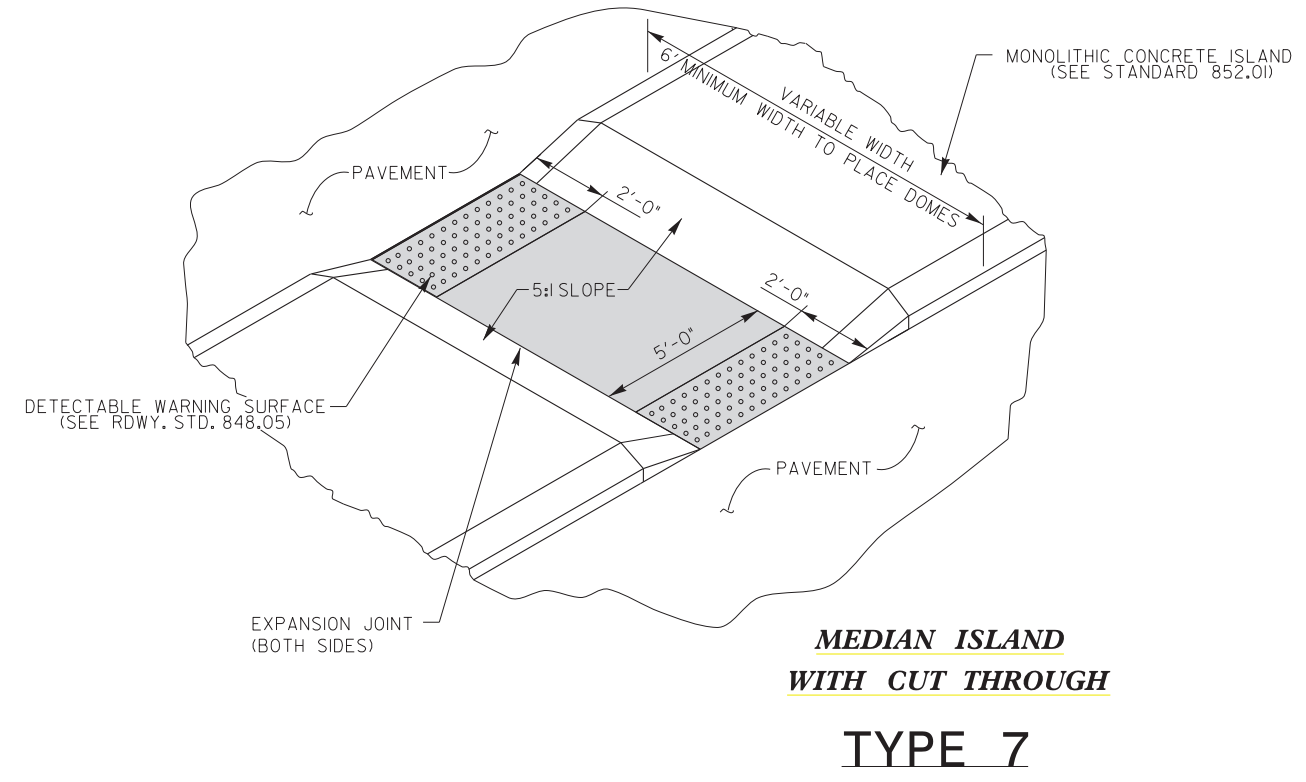 MONOLITHIC CONCRETE ISLAND
(SEE STANDARD 852.01)
6' MINIMUM WIDTH TO PLACE DOMES
VARIABLE WIDTH
PAVEMENT
2'-0"
5:1 SLOPE
2'-0"
5'-0"
DETECTABLE WARNING SURFACE
(SEE RDWY. STD. 848.05)
PAVEMENT
EXPANSION JOINT
(BOTH SIDES)
MEDIAN ISLAND
WITH CUT THROUGH
TYPE 7